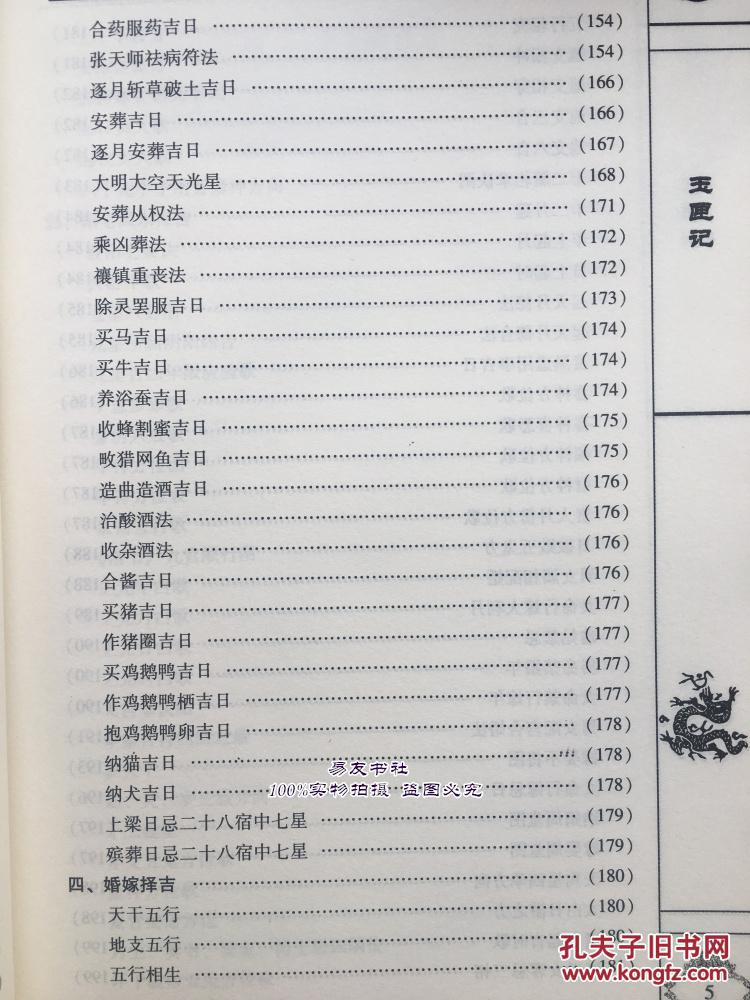 合药服药吉日 (154)
张天师祛病符法 (154)
逐月斩草破土吉日 (166)
安葬吉日 (166)
逐月安葬吉日 (167)
大明大空天光星 (168)
安葬从权法 (171)
乘凶葬法 (172)
禳镇重丧法 (172)
除灵罢服吉日 (173)
买马吉日 (174)
买牛吉日 (174)
养浴蚕吉日 (174)
收蜂割蜜吉日 (175)
畋猎网鱼吉日 (175)
造曲造酒吉日 (176)
治酸酒法 (176)
收杂酒法 (176)
合酱吉日 (176)
买猪吉日 (177)
作猪圈吉日 (177)
买鸡鹅鸭吉日 (177)
作鸡鹅鸭栖吉日 (177)
抱鸡鹅鸭卵吉日 (178)
纳猫吉日 (178)
纳犬吉日 (178)
上梁日忌二十八宿中七星 (179)
殡葬日忌二十八宿中七星 (179)
四、婚嫁择吉 (180)
天干五行 (180)
地支五行 (180)
五行相生 (181)
玉匣记
5
易友书社
100%实物拍摄 盗图必究
孔夫子旧书网